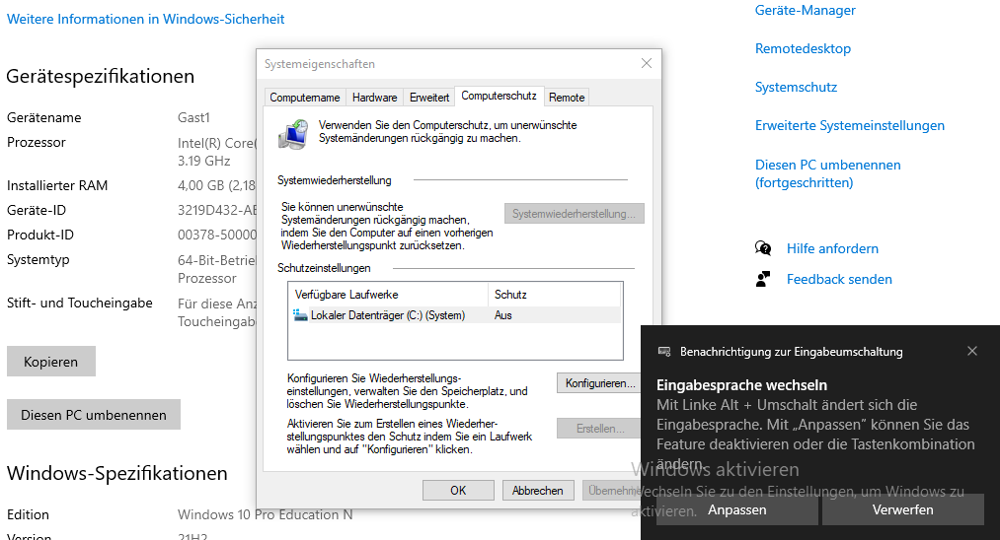 Weitere Informationen in Windows-Sicherheit
Gerätespezifikationen
Gerätename Gast1
Prozessor Intel(R) Core(
3.19 GHz
Installierter RAM 4,00 GB (2,18
Geräte-ID 3219D432-AB
Produkt-ID 00378-50000
Systemtyp 64-Bit-Betrie
Prozessor
Stift- und Toucheingabe Für diese Anz
Toucheingabe
Kopieren
Diesen PC umbenennen
Windows-Spezifikationen
Edition Windows 10 Pro Education N
Version 21H2
Systemeigenschaften
Computername Hardware Erweitert Computerschutz Remote
Verwenden Sie den Computerschutz, um unerwünschte
Systemänderungen rückgängig zu machen.
Systemwiederherstellung
Sie können unerwünschte
Systemänderungen rückgängig machen,
indem Sie den Computer auf einen vorherigen
Wiederherstellungspunkt zurücksetzen.
Systemwiederherstellung...
Schutzeinstellungen
Verfügbare Laufwerke Schutz
Lokaler Datenträger (C:) (System) Aus
Konfigurieren Sie Wiederherstellungs-
einstellungen, verwalten Sie den Speicherplatz, und
löschen Sie Wiederherstellungspunkte.
Konfigurieren...
Aktivieren Sie zum Erstellen eines Wiederher-
stellungspunktes den Schutz indem Sie ein Laufwerk
wählen und auf "Konfigurieren" klicken.
Erstellen...
OK Abbrechen Übernehme
Geräte-Manager
Remotedesktop
Systemschutz
Erweiterte Systemeinstellungen
Diesen PC umbenennen
(fortgeschritten)
Hilfe anfordern
Feedback senden
Benachrichtigung zur Eingabeumschaltung
Eingabesprache wechseln
Mit Linke Alt + Umschalt ändert sich die
Eingabesprache. Mit „Anpassen” können Sie das
Feature deaktivieren oder die Tastenkombination
ändern.
Windows aktivieren
Wechseln Sie zu den Einstellungen, um Windows zu
aktivieren.
Anpassen Verwerfen